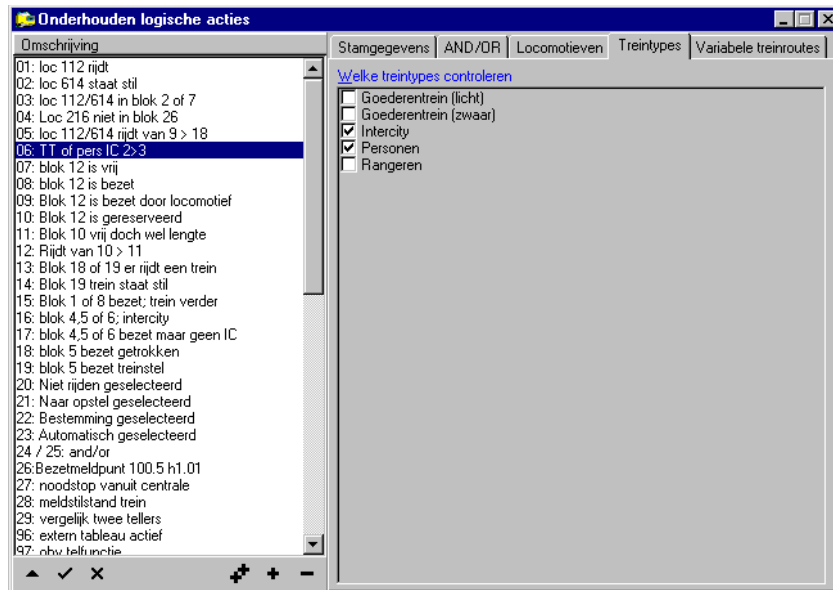 Onderhouden logische acties
Omschrijving
01: loc 112 rijdt
02: loc 614 staat stil
03: loc 112/614 in blok 2 of 7
04: Loc 216 niet in blok 26
05: loc 112/614 rijdt van 9 > 18
06: TT of pers IC 2>3
07: blok 12 is vrij
08: blok 12 is bezet
09: Blok 12 is bezet door locomotief
10: Blok 12 is gereserveerd
11: Blok 10 vrij doch wel lengte
12: Rijdt van 10 > 11
13: Blok 18 of 19 er rijdt een trein
14: Blok 19 trein staat stil
15: Blok 1 of 8 bezet; trein verder
16: blok 4,5 of 6; intercity
17: blok 4,5 of 6 bezet maar geen IC
18: blok 5 bezet getrokken
19: blok 5 bezet treinstel
20: Niet rijden geselecteerd
21: Naar opstel geselecteerd
22: Bestemming geselecteerd
23: Automatisch geselecteerd
24 / 25: and/or
26:Bezetmeldpunt 100.5 h1.01
27: noodstop vanuit centrale
28: meldstilstand trein
29: vergelijk twee tellers
96: extern tableau actief
97: obv telfunctie
Stamgegevens
AND/OR
Locomotieven
Treintypes
Variabele treinroutes
Welke treintypes controleren
Goederentrein (licht)
Goederentrein (zwaar)
Intercity
Personen
Rangeren